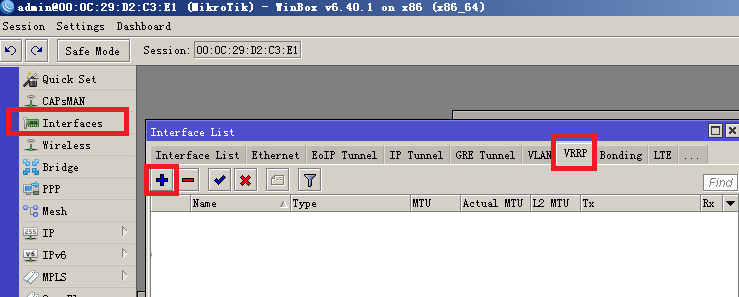 admin@00:0C:29:D2:C3:E1 (MikroTik) - WinBox v6.40.1 on x86 (x86_64)
Session Settings Dashboard
Safe Mode Session: 00:0C:29:D2:C3:E1
Quick Set
CAPsMAN
Interfaces
Wireless
Bridge
PPP
Mesh
IP
IPv6
MPLS
Interface List
Interface List Ethernet EoIP Tunnel IP Tunnel GRE Tunnel VLAN VRRP Bonding LTE ...
Find
Name Type MTU Actual MTU L2 MTU Tx Rx